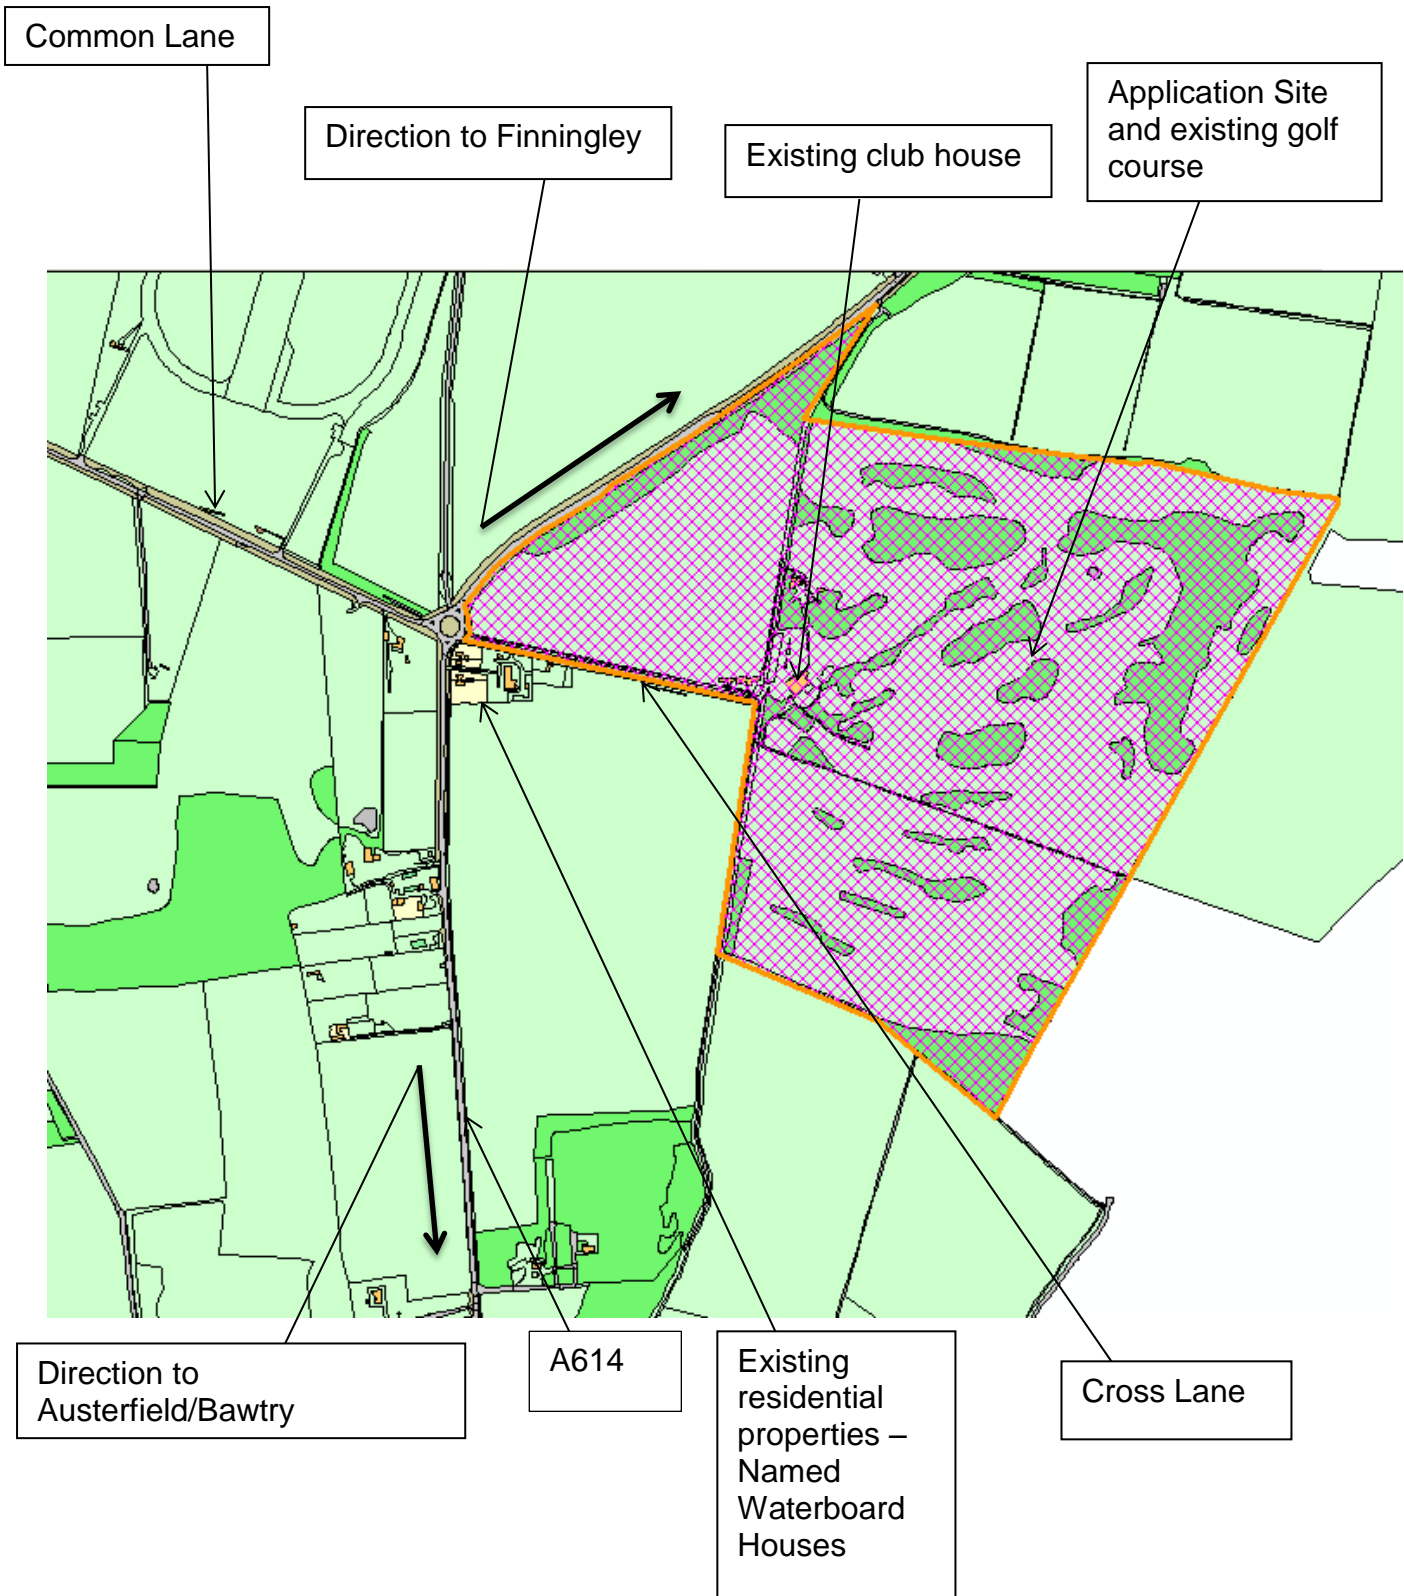 Common Lane
Direction to Finningley
Existing club house
Application Site
and existing golf
course
Direction to
Austerfield/Bawtry
A614
Existing
residential
properties –
Named
Waterboard
Houses
Cross Lane